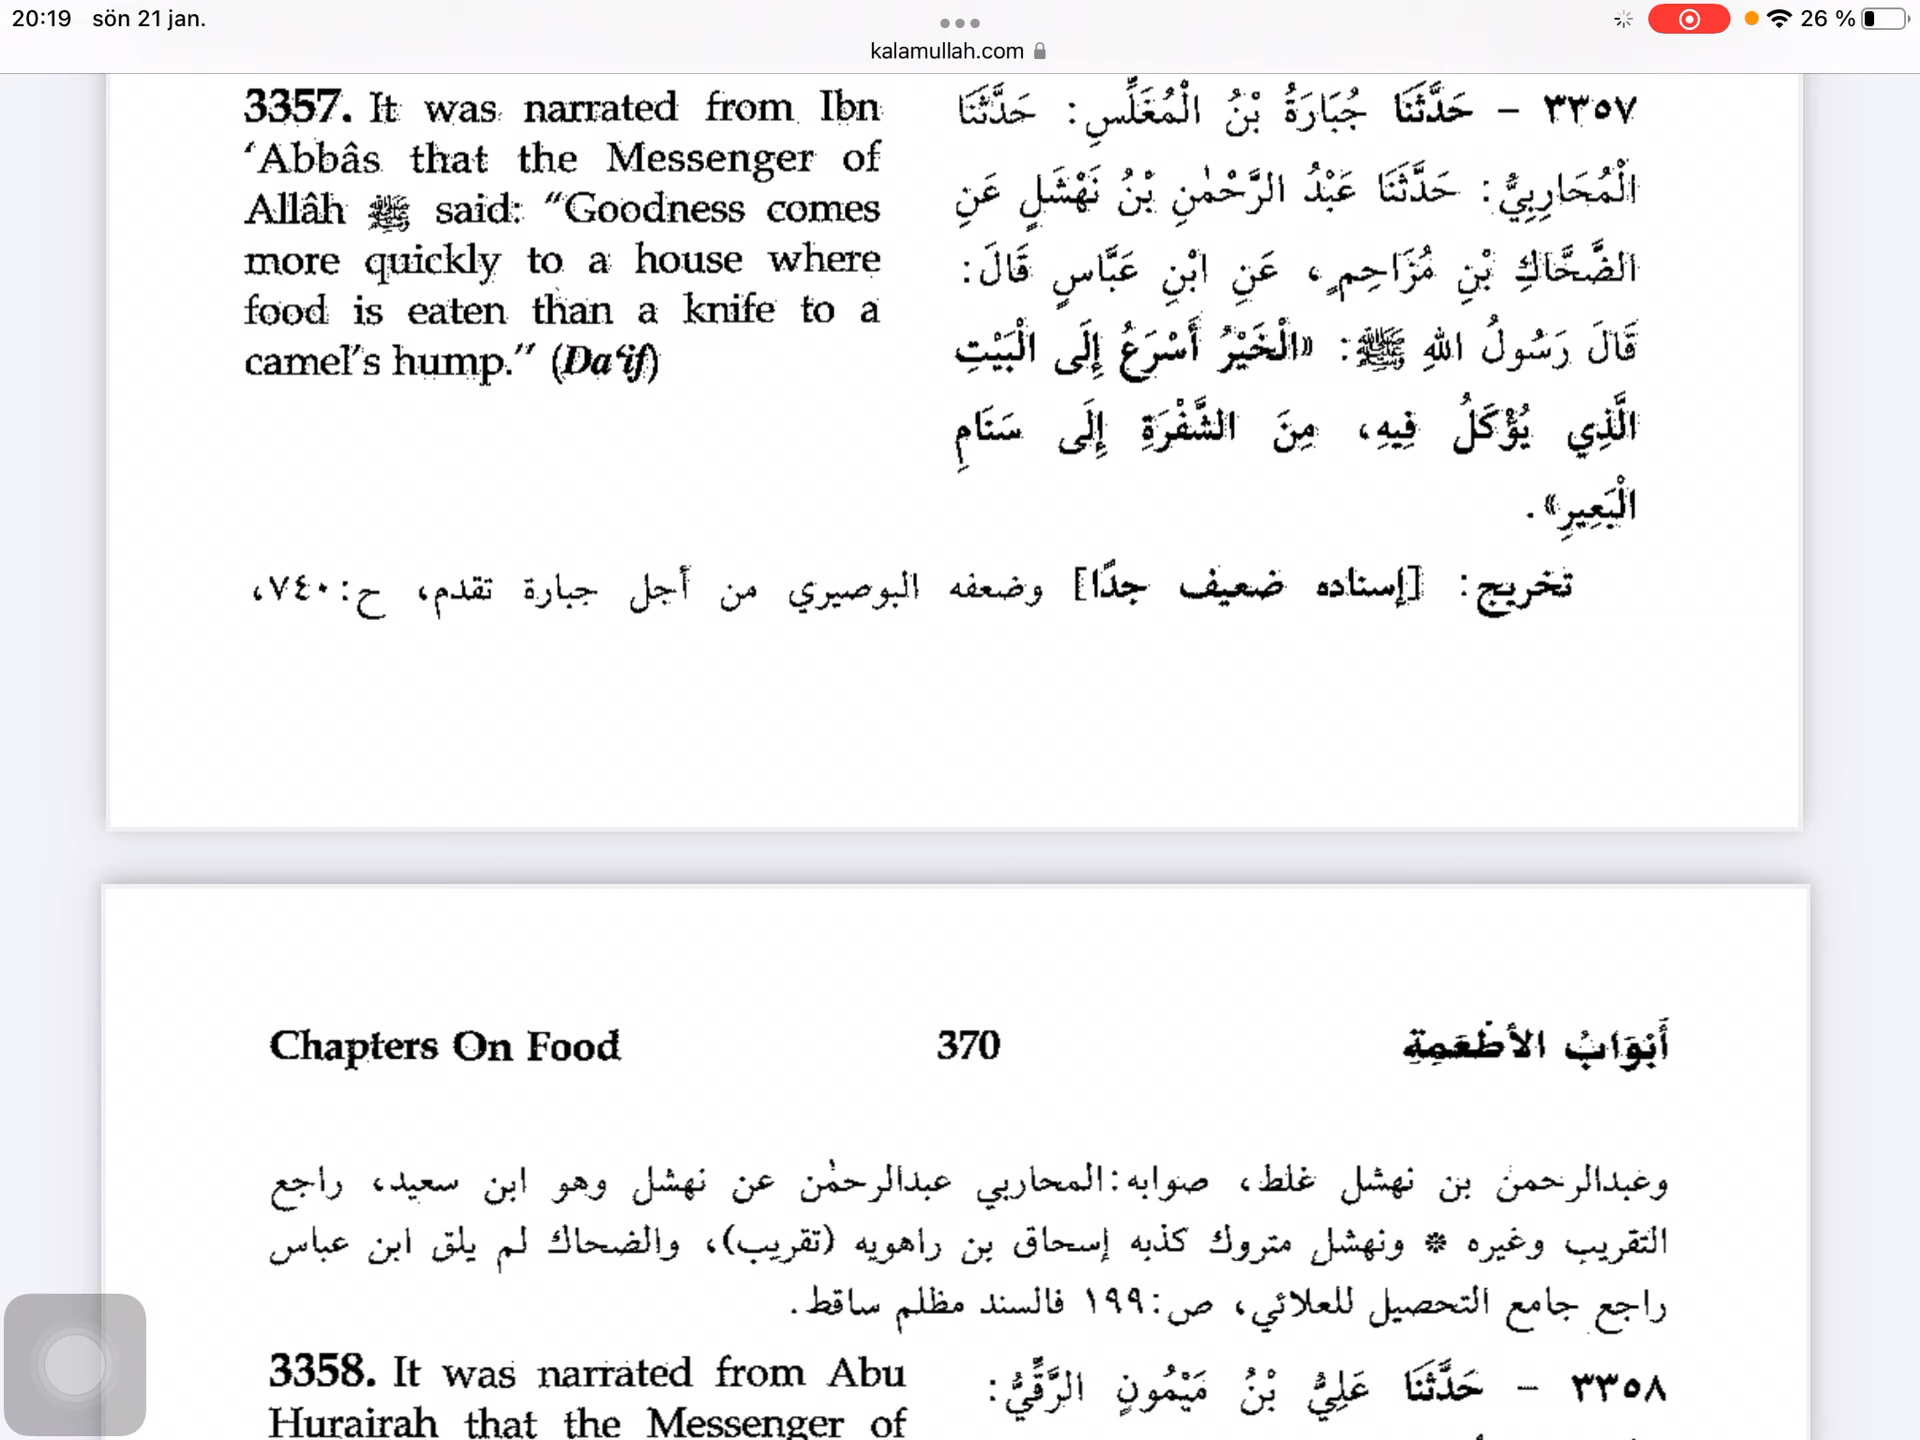 20:19 sön 21 jan.
26 %
kalamullah.com
3357. It was narrated from Ibn
‘Abbâs that the Messenger of
Allâh ﷺ said: “Goodness comes
more quickly to a house where
food is eaten than a knife to a
camel’s hump.” (Da‘if)
٣٣٥٧ - حَدَّثَنَا جُبَارَةُ بْنُ الْمُغَلِّسِ: حَدَّثَنَا
الْمُحَارِبِيُّ: حَدَّثَنَا عَبْدُ الرَّحْمٰنِ بْنُ نَهْشَلٍ عَنِ
الضَّحَّاكِ بْنِ مُزَاحِمٍ، عَنِ ابْنِ عَبَّاسٍ قَالَ:
قَالَ رَسُولُ اللهِ ﷺ: «الْخَيْرُ أَسْرَعُ إِلَى الْبَيْتِ
الَّذِي يُؤْكَلُ فِيهِ، مِنَ الشَّفْرَةِ إِلَى سَنَامِ
الْبَعِيرِ».
تخريج: [إسناده ضعيف جدًا] وضعفه البوصيري من أجل جبارة تقدم، ح:٧٤٠،
Chapters On Food 370 أَبْوَابُ الأَطْعَمِةِ
وعبدالرحمن بن نهشل غلط، صوابه:المحاربي عبدالرحمٰن عن نهشل وهو ابن سعيد، راجع
التقريب وغيره * ونهشل متروك كذبه إسحاق بن راهويه (تقريب)، والضحاك لم يلق ابن عباس
راجع جامع التحصيل للعلائي، ص:١٩٩ فالسند مظلم ساقط.
3358. It was narrated from Abu
Hurairah that the Messenger of
٣٣٥٨ - حَدَّثَنَا عَلِيُّ بْنُ مَيْمُونٍ الرَّقِّيُّ: